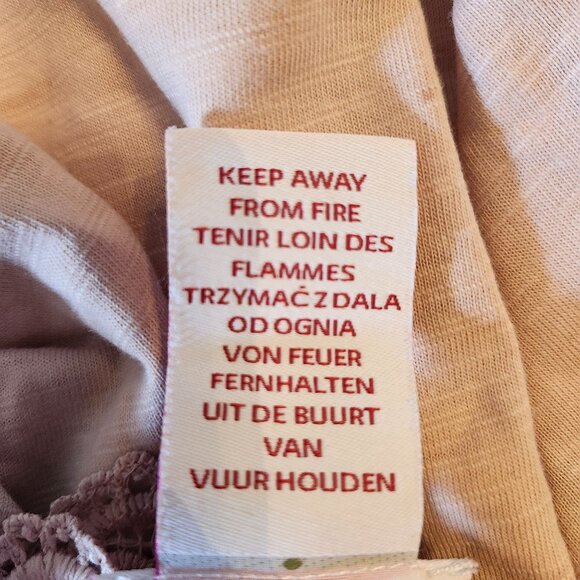 KEEP AWAY
FROM FIRE
TENIR LOIN DES
FLAMMES
TRZYMAĆ Z DALA
OD OGNIA
VON FEUER
FERNHALTEN
UIT DE BUURT
VAN
VUUR HOUDEN